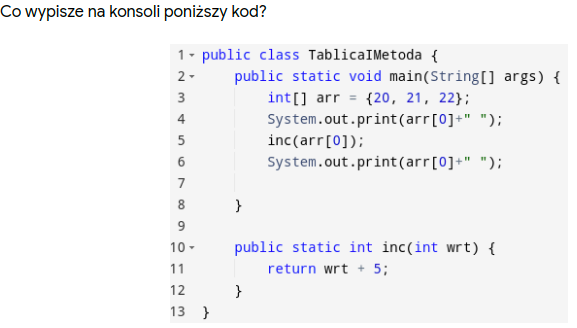 Co wypisze na konsoli poniższy kod?
1 public class TablicaIMetoda {
2 public static void main(String[] args) {
3 int[] arr = {20, 21, 22};
4 System.out.print(arr[0]+" ");
5 inc(arr[0]);
6 System.out.print(arr[0]+" ");
7
8 }
9
10 public static int inc(int wrt) {
11 return wrt + 5;
12 }
13 }